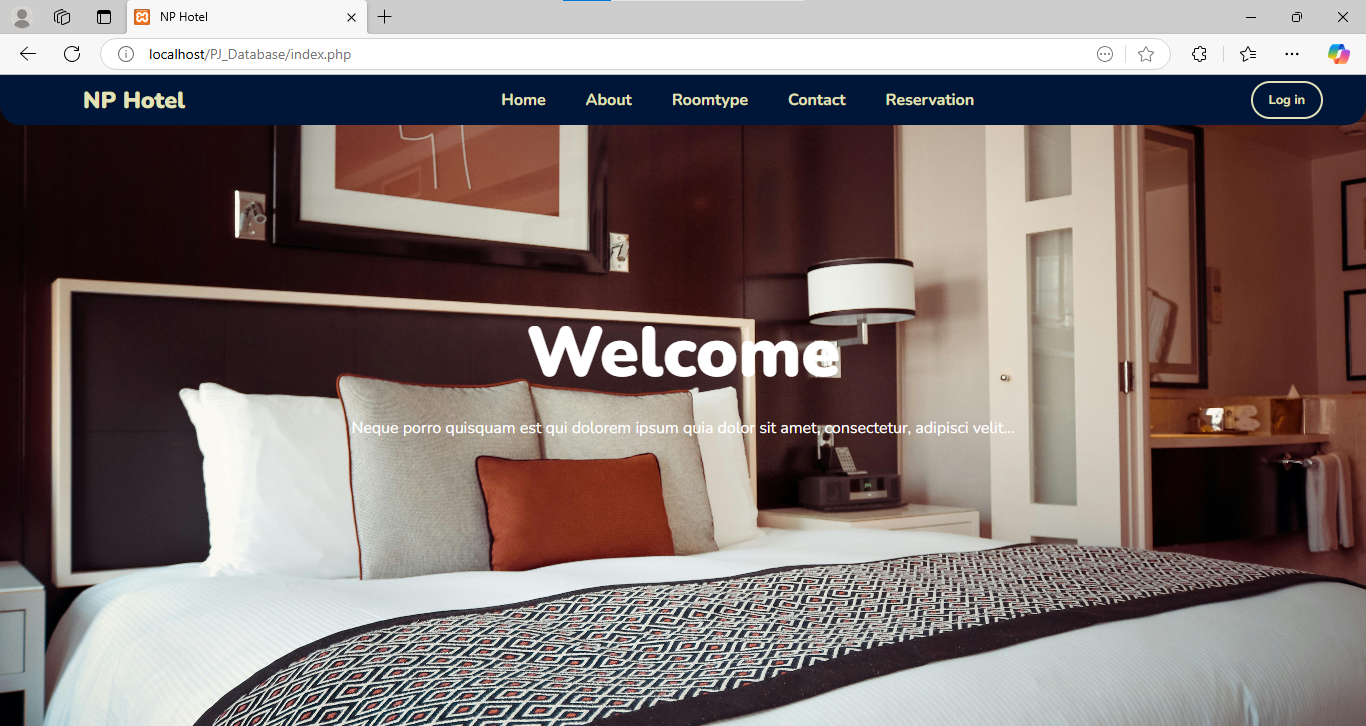 NP Hotel
localhost/PJ_Database/index.php
NP Hotel
Home About Roomtype Contact Reservation
Log in
Welcome
Neque porro quisquam est qui dolorem ipsum quia dolor sit amet, consectetur, adipisci velit...